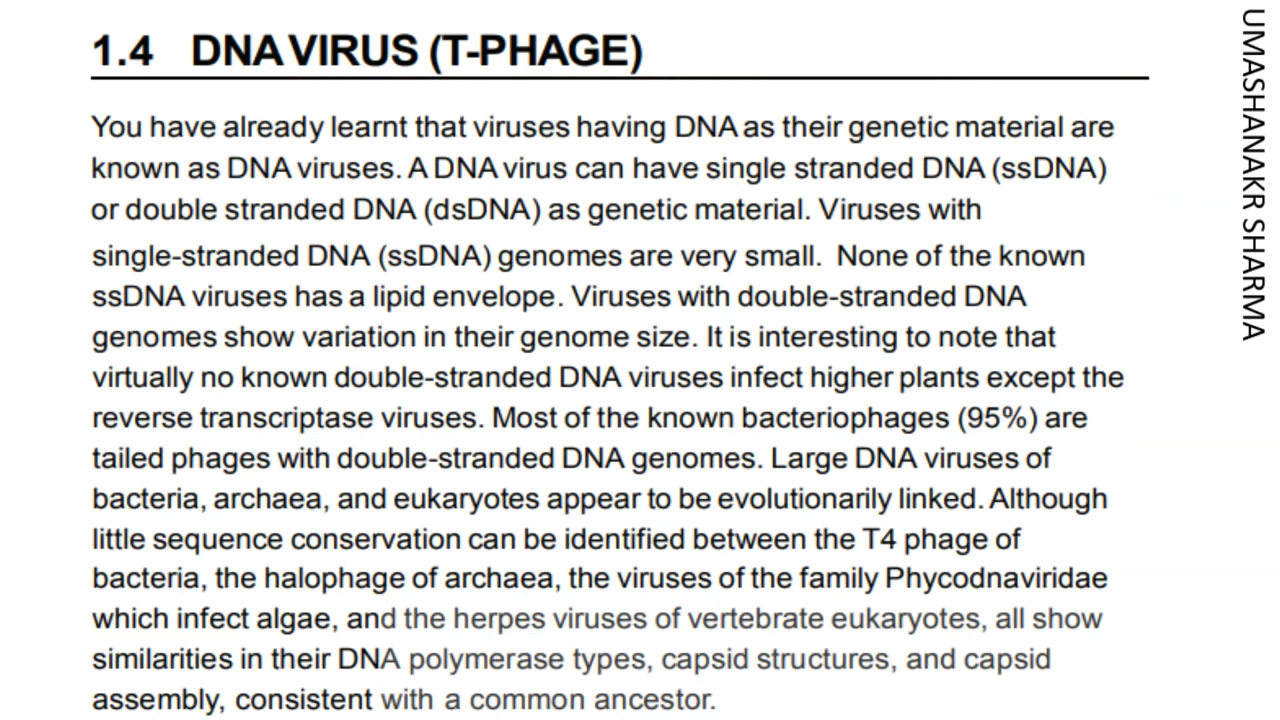 1.4 DNA VIRUS (T-PHAGE)
You have already learnt that viruses having DNA as their genetic material are
known as DNA viruses. A DNA virus can have single stranded DNA (ssDNA)
or double stranded DNA (dsDNA) as genetic material. Viruses with
single-stranded DNA (ssDNA) genomes are very small. None of the known
ssDNA viruses has a lipid envelope. Viruses with double-stranded DNA
genomes show variation in their genome size. It is interesting to note that
virtually no known double-stranded DNA viruses infect higher plants except the
reverse transcriptase viruses. Most of the known bacteriophages (95%) are
tailed phages with double-stranded DNA genomes. Large DNA viruses of
bacteria, archaea, and eukaryotes appear to be evolutionarily linked. Although
little sequence conservation can be identified between the T4 phage of
bacteria, the halophage of archaea, the viruses of the family Phycodnaviridae
which infect algae, and the herpes viruses of vertebrate eukaryotes, all show
similarities in their DNA polymerase types, capsid structures, and capsid
assembly, consistent with a common ancestor.
UMASHANAKR SHARMA